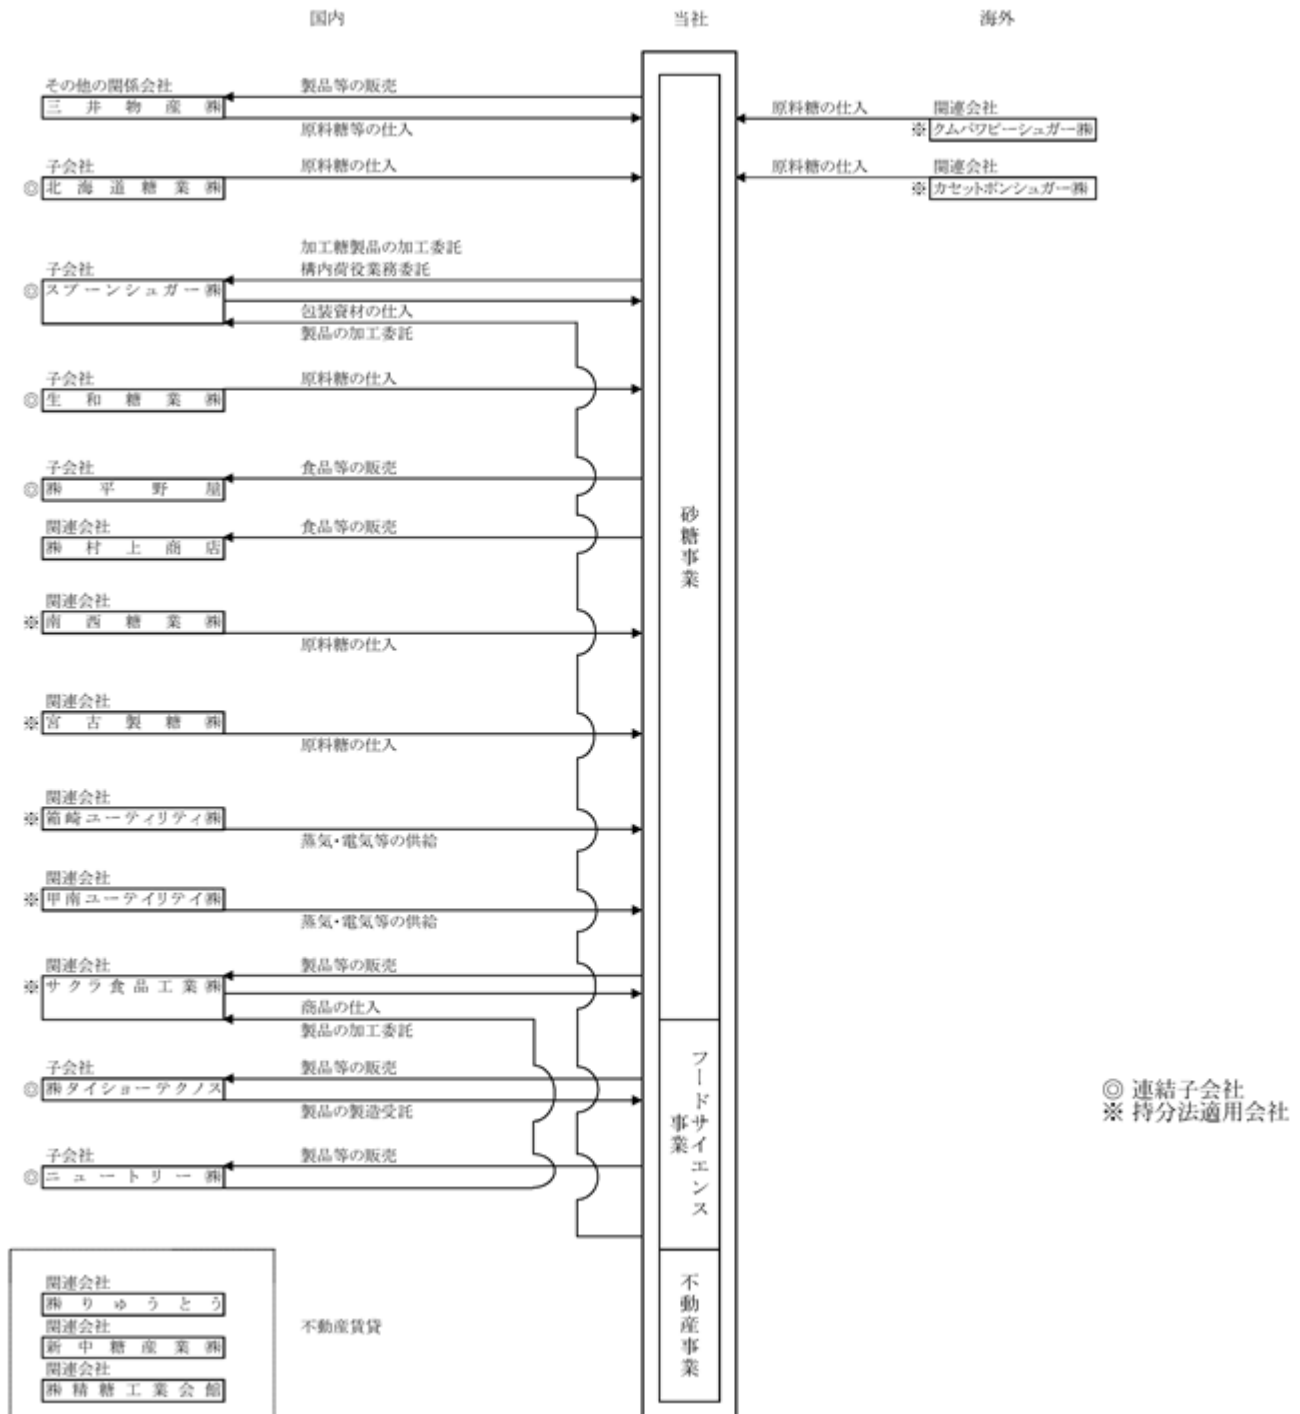 国内
当社
海外
その他の関係会社
製品等の販売
三井物産㈱
原料糖等の仕入
原料糖の仕入
関連会社
※クムパワピーシュガー㈱
子会社
原料糖の仕入
◎北海道糖業㈱
原料糖の仕入
関連会社
※カセットポンシュガー㈱
加工糖製品の加工委託
子会社
構内荷役業務委託
◎スプーンシュガー㈱
包装資材の仕入
製品の加工委託
子会社
原料糖の仕入
◎生和糖業㈱
子会社
食品等の販売
◎㈱平野屋
関連会社
食品等の販売
㈱村上商店
砂糖事業
関連会社
※南西糖業㈱
原料糖の仕入
関連会社
※宮古製糖㈱
原料糖の仕入
関連会社
※箱崎ユーティリティ㈱
蒸気・電気等の供給
関連会社
※甲南ユーテイリテイ㈱
蒸気・電気等の供給
関連会社
製品等の販売
※サクラ食品工業㈱
商品の仕入
製品の加工委託
子会社
製品等の販売
◎㈱タイショーテクノス
製品の製造受託
フードサイエンス
事業
◎ 連結子会社
※ 持分法適用会社
子会社
製品等の販売
◎ニュートリー㈱
関連会社
㈱りゅうとう
関連会社
不動産賃貸
新中糖産業㈱
関連会社
㈱精糖工業会館
不動産事業